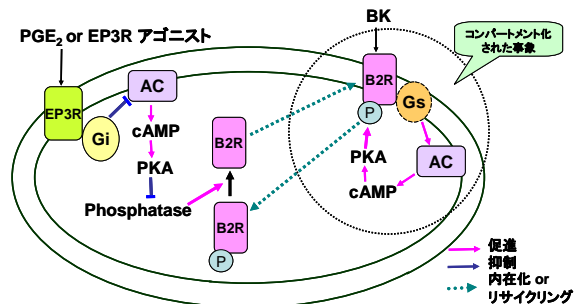 PGE2 or EP3R アゴニスト
BK
コンパートメント化
された事象
EP3R
Gi
AC
cAMP
PKA
Phosphatase
B2R
B2R
P
B2R
Gs
P
PKA
AC
cAMP
促進
抑制
内在化 or
リサイクリング